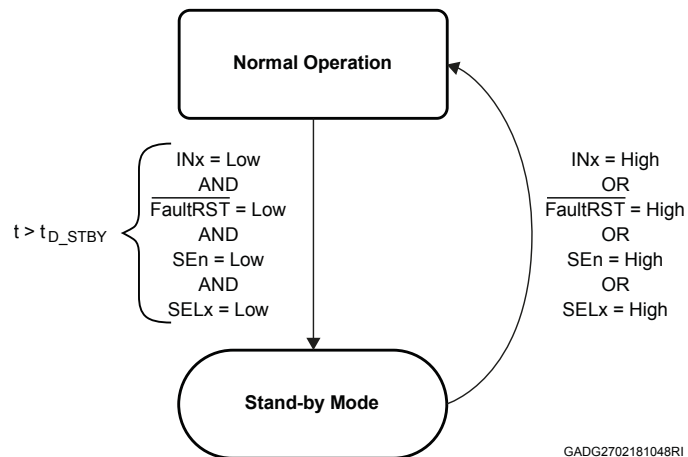 Normal Operation
INx = Low
AND
FaultRST = Low
AND
SEn = Low
AND
SELx = Low
t > tD_STBY
INx = High
OR
FaultRST = High
OR
SEn = High
OR
SELx = High
Stand-by Mode
GADG2702181048RI